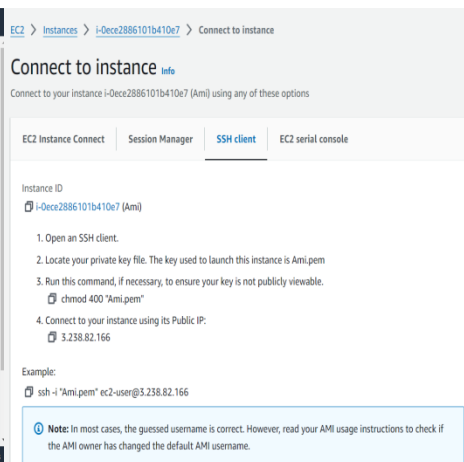 EC2 > Instances > i-0ece2886101b410e7 > Connect to instance
Connect to instance Info
Connect to your instance i-0ece2886101b410e7 (Ami) using any of these options
EC2 Instance Connect Session Manager SSH client EC2 serial console
Instance ID
i-0ece2886101b410e7 (Ami)
1. Open an SSH client.
2. Locate your private key file. The key used to launch this instance is Ami.pem
3. Run this command, if necessary, to ensure your key is not publicly viewable.
chmod 400 "Ami.pem"
4. Connect to your instance using its Public IP:
3.238.82.166
Example:
ssh -i "Ami.pem" ec2-user@3.238.82.166
Note: In most cases, the guessed username is correct. However, read your AMI usage instructions to check if
the AMI owner has changed the default AMI username.